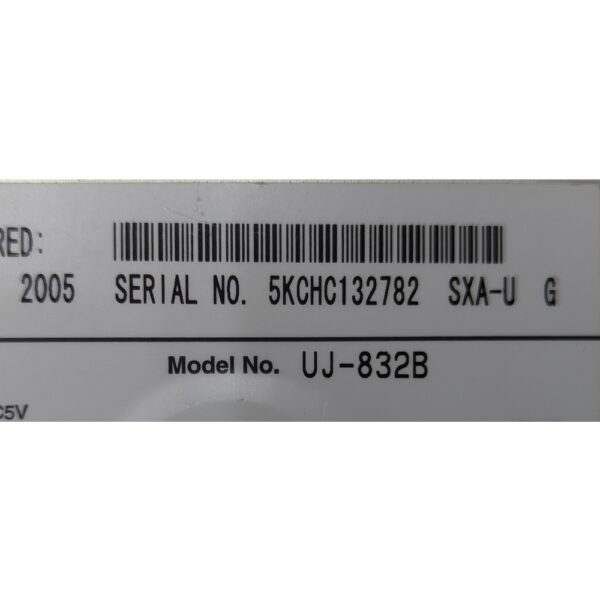 RED:
2005 SERIAL NO. 5KCHC132782 SXA-U G
Model No. UJ-832B
C5V